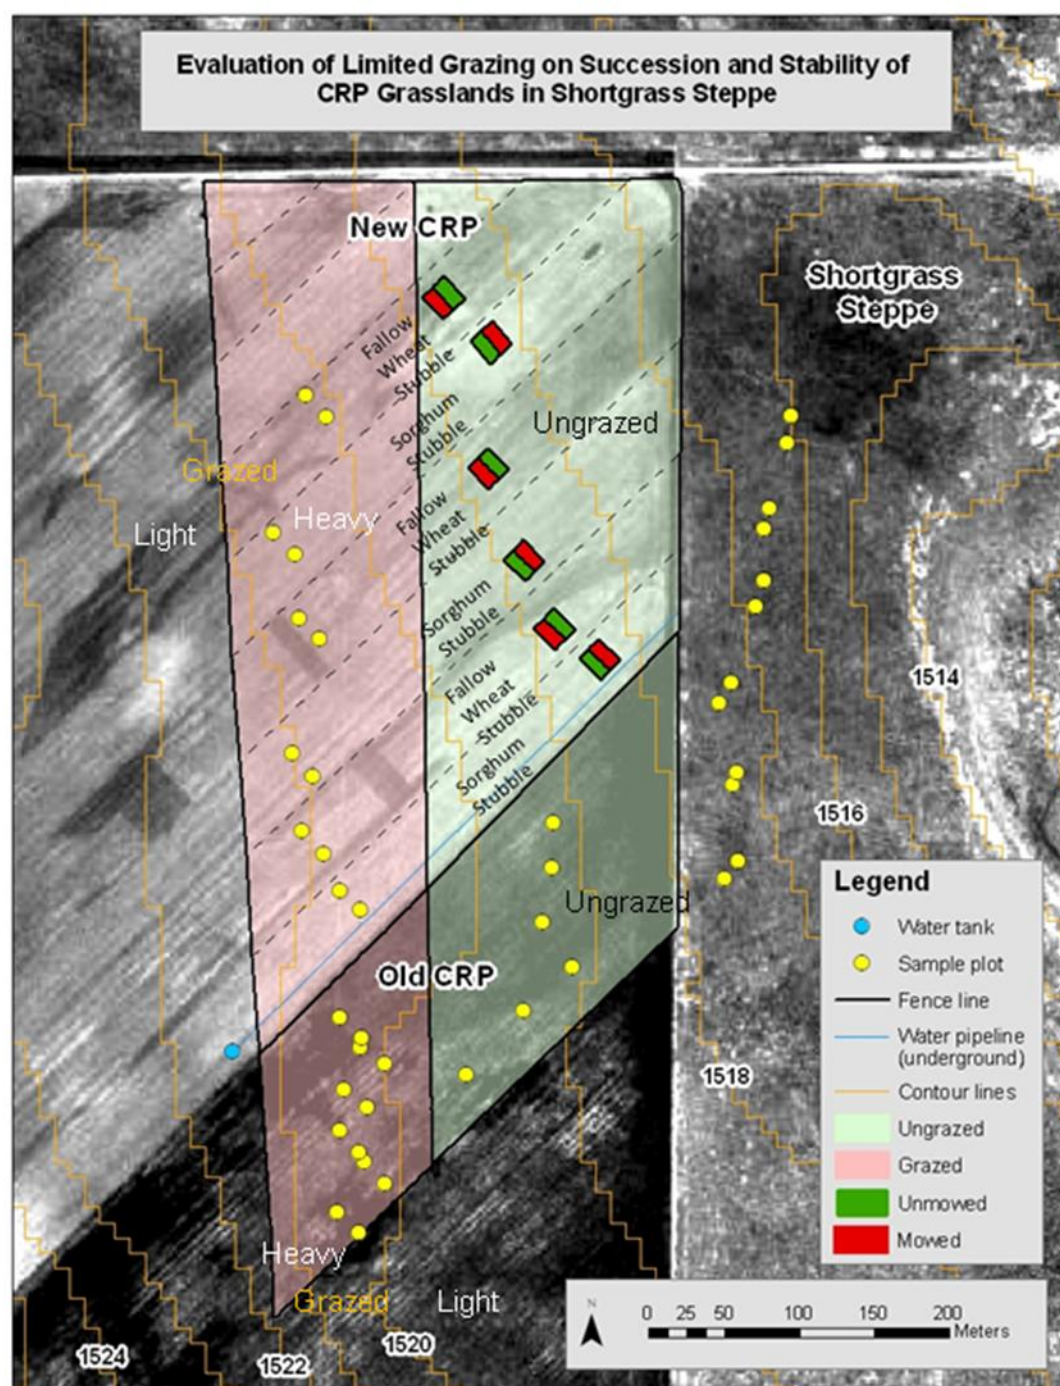 Evaluation of Limited Grazing on Succession and Stability of
CRP Grasslands in Shortgrass Steppe
New CRP
Shortgrass
Steppe
Fallow
Wheat
Stubble
Sorghum
Stubble
Ungrazed
Grazed
Light
Heavy
Fallow
Wheat
Stubble
Sorghum
Stubble
Fallow
Wheat
Stubble
Sorghum
Stubble
1514
1516
Ungrazed
Old CRP
1518
Heavy
Grazed
Light
1524
1522
1520
Legend
Water tank
Sample plot
Fence line
Water pipeline
(underground)
Contour lines
Ungrazed
Grazed
Unmowed
Mowed
N
0 25 50 100 150 200
Meters